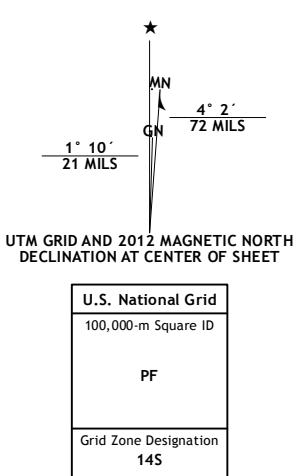 MN
4° 2´
72 MILS
GN
1° 10´
21 MILS
UTM GRID AND 2012 MAGNETIC NORTH
DECLINATION AT CENTER OF SHEET
U.S. National Grid
100,000-m Square ID
PF
Grid Zone Designation
14S